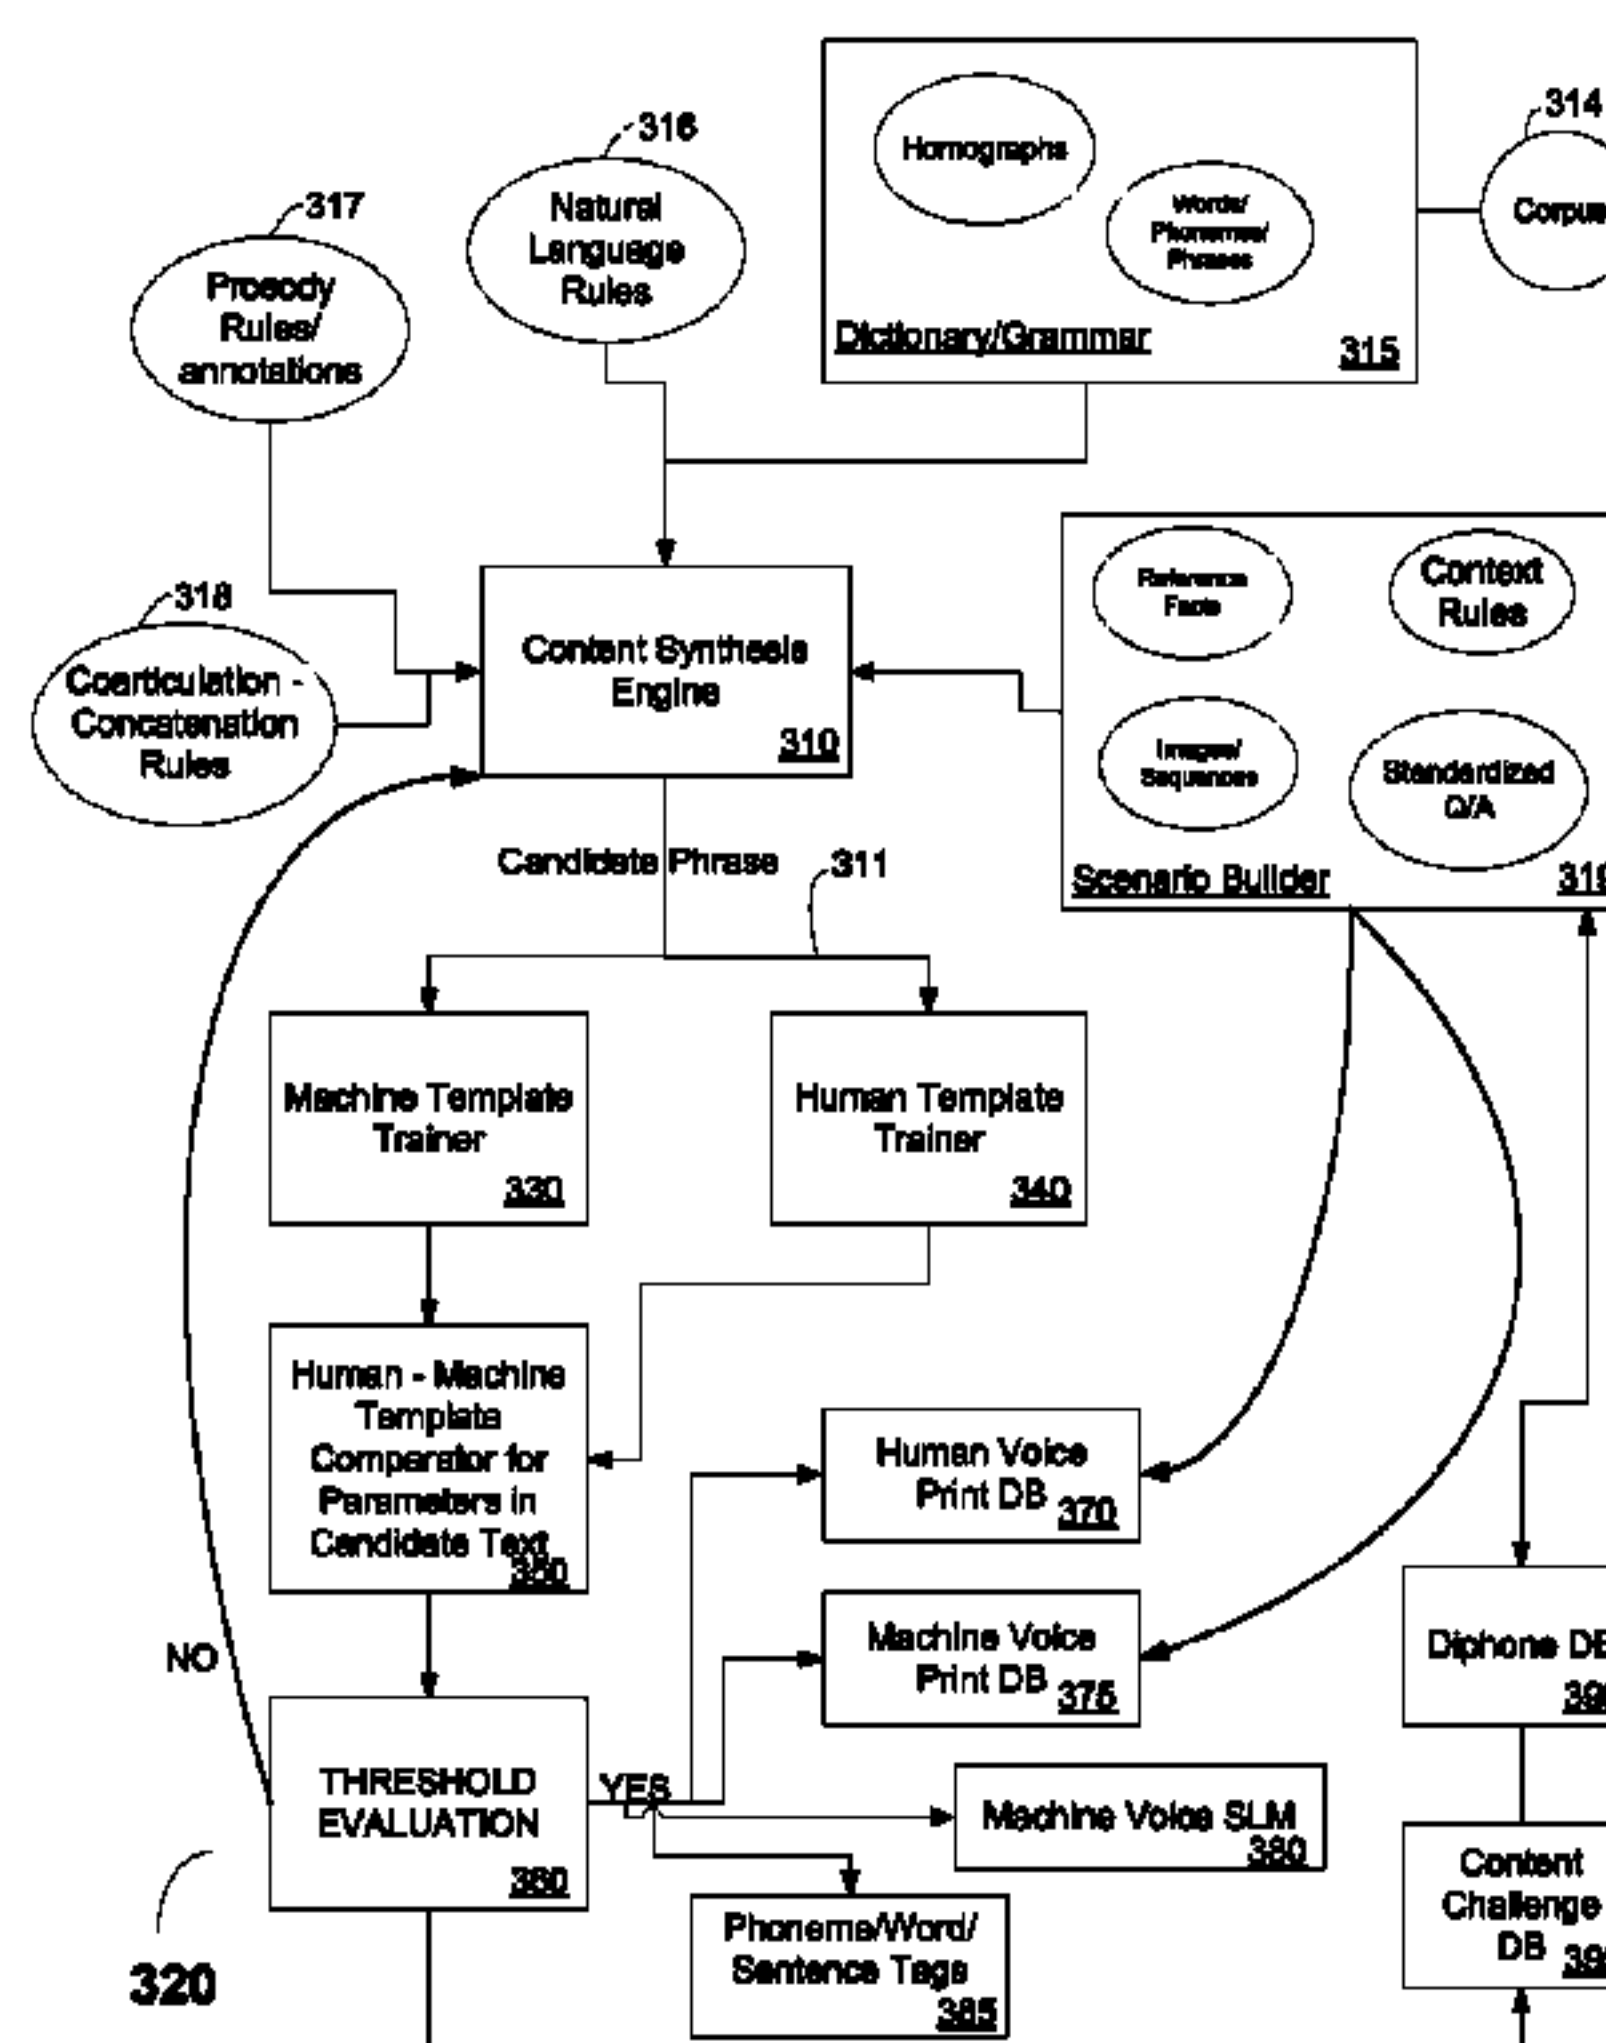 314
316
Homographs
317
Natural
Language
Rules
Words/
Phonemes/
Phrases
Corpus
Prosody
Rules/
annotations
Dictionary/Grammar
315
Reference
Facts
Context
Rules
318
Content Synthesis
Engine
310
Coarticulation -
Concatenation
Rules
Images/
Sequences
Standardized
Q/A
Candidate Phrase
311
Scenario Builder
319
Machine Template
Trainer
330
Human Template
Trainer
340
Human - Machine
Template
Comparator for
Parameters in
Candidate Text
350
Human Voice
Print DB
370
NO
Machine Voice
Print DB
375
Diphone DB
THRESHOLD
EVALUATION
360
YES
Machine Voice SLM
380
Content
Challenge
DB
320
Phoneme/Word/
Sentence Tags
385